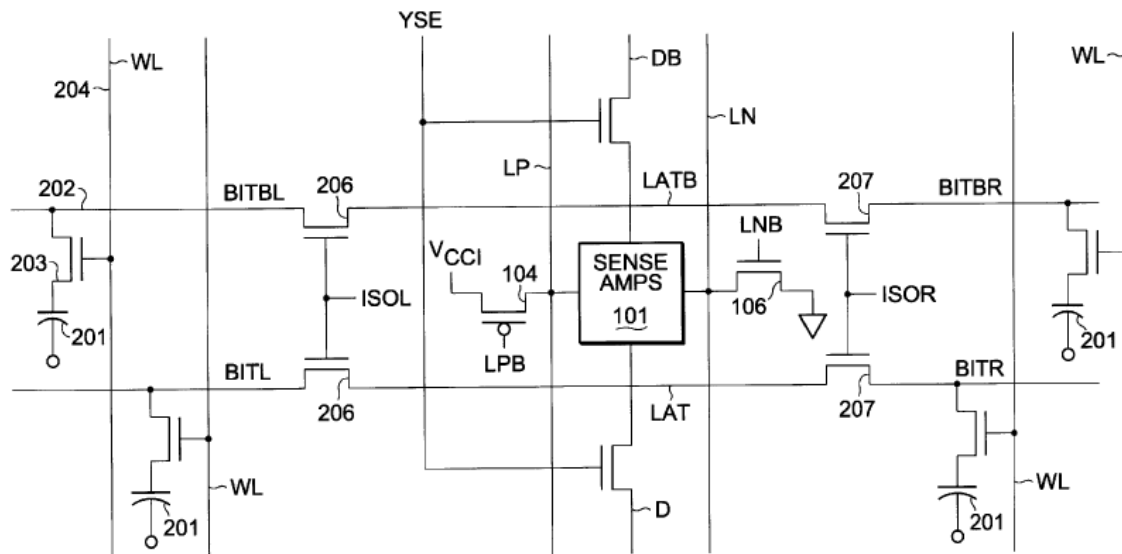 YSE
WL
DB
WL
204
LN
LP
206
LATB
207
202
BITBL
BITBR
LNB
203
VCCI
104
SENSE
AMPS
101
ISOL
ISOR
106
201
LPB
201
BITL
BITR
206
LAT
207
WL
WL
201
D
201